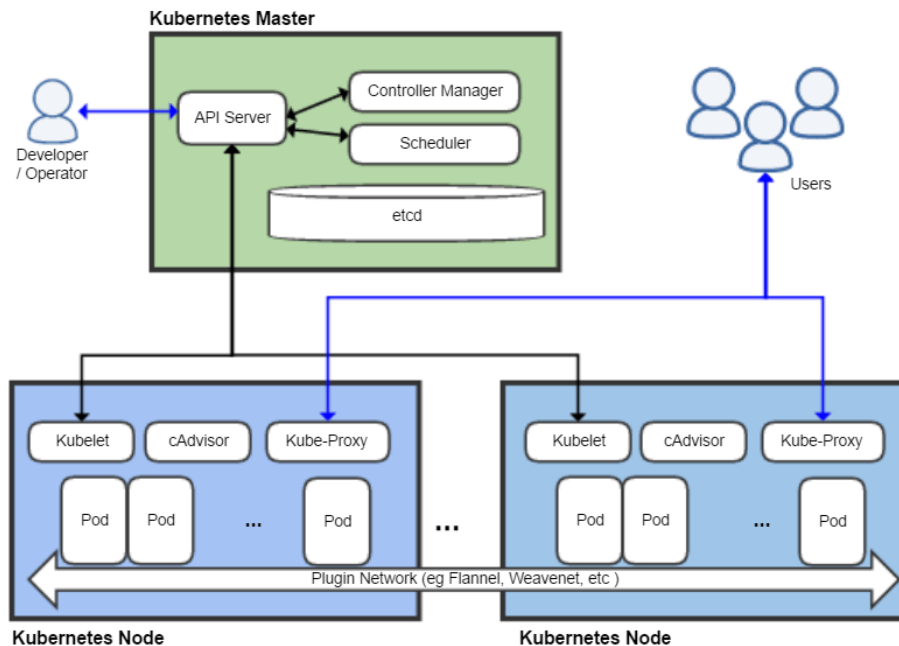 Kubernetes Master
API Server
Controller Manager
Scheduler
etcd
Developer
/ Operator
Users
Kubelet
cAdvisor
Kube-Proxy
Pod
Pod
...
Pod
...
Kubelet
cAdvisor
Kube-Proxy
Pod
Pod
...
Pod
Plugin Network (eg Flannel, Weavenet, etc )
Kubernetes Node
Kubernetes Node